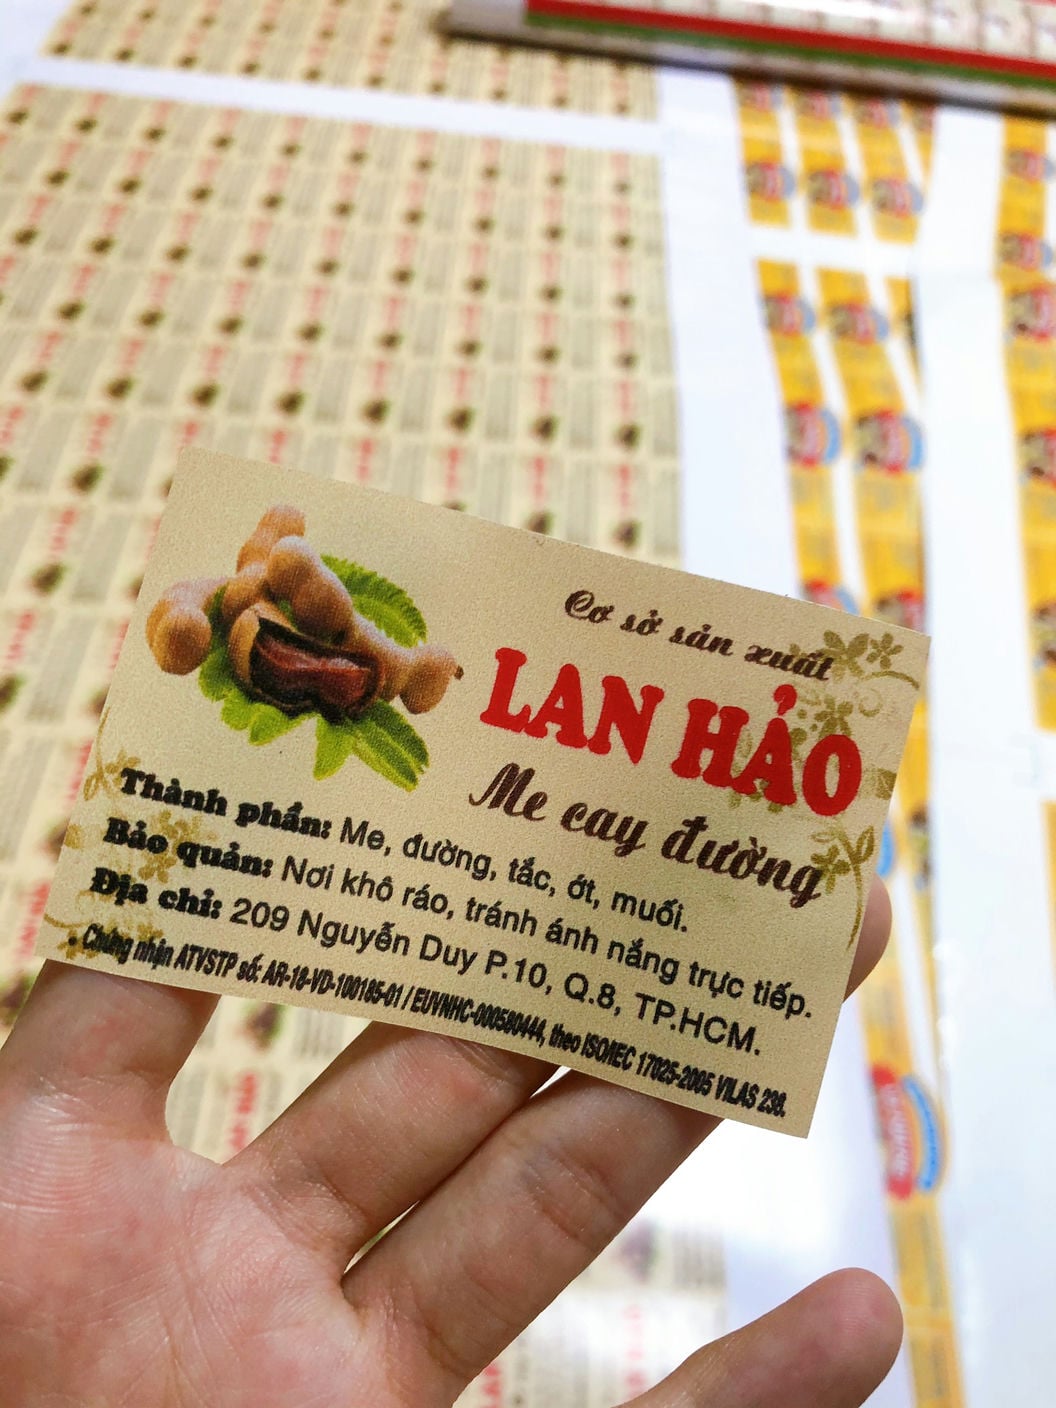 Cơ sở sản xuất
LAN HẢO
Me cay đường
Thành phần: Me, đường, tắc, ớt, muối.
Bảo quản: Nơi khô ráo, tránh ánh nắng trực tiếp.
Địa chỉ: 209 Nguyễn Duy P.10, Q.8, TP.HCM.
. Chứng nhận ATVSTP số: AR-18-VD-100185-01 / EUVNHC-000580444, theo ISO/IEC 17025-2005 VILAS 238.